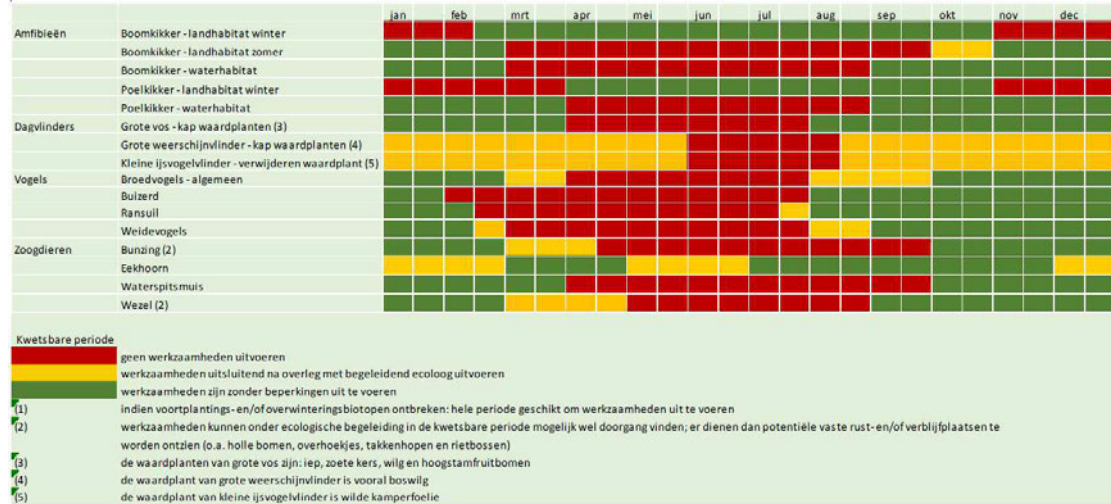 jan feb mrt apr mei jun jul aug sep okt nov dec
Amfibieën Boomkikker - landhabitat winter
Boomkikker - landhabitat zomer
Boomkikker - waterhabitat
Poelkikker - landhabitat winter
Poelkikker - waterhabitat
Dagvlinders Grote vos - kap waardplanten (3)
Grote weerschijnvlinder - kap waardplanten (4)
Kleine ijsvogelvlinder - verwijderen waardplant (5)
Vogels Broedvogels - algemeen
Buizerd
Ransuil
Weidevogels
Zoogdieren Bunzing (2)
Eekhoorn
Waterspitsmuis
Wezel (2)
Kwetsbare periode
geen werkzaamheden uitvoeren
werkzaamheden uitsluitend na overleg met begeleidend ecoloog uitvoeren
werkzaamheden zijn zonder beperkingen uit te voeren
(1) indien voortplantings- en/of overwinteringsbiotopen ontbreken: hele periode geschikt om werkzaamheden uit te voeren
(2) werkzaamheden kunnen onder ecologische begeleiding in de kwetsbare periode mogelijk wel doorgang vinden; er dienen dan potentiële vaste rust- en/of verblijfplaatsen te
worden ontzien (o.a. holle bomen, overhoekjes, takkenhopen en rietbossen)
(3) de waardplanten van grote vos zijn: iep, zoete kers, wilg en hoogstamfruitbomen
(4) de waardplant van grote weerschijnvlinder is vooral boswilg
(5) de waardplant van kleine ijsvogelvlinder is wilde kamperfoelie